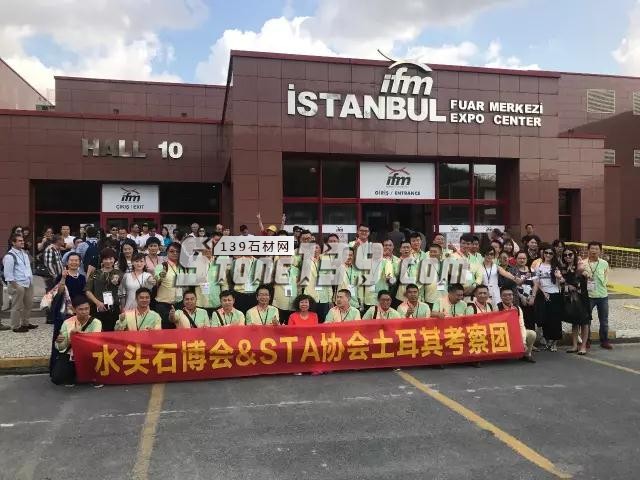 ifm
İSTANBUL
FUAR MERKEZİ
EXPO CENTER
HALL 10
ifm
ÇIKIŞ / EXIT
ifm
GİRİŞ / ENTRANCE
139石材网
Stone139.com
水头石博会&STA协会土耳其考察团